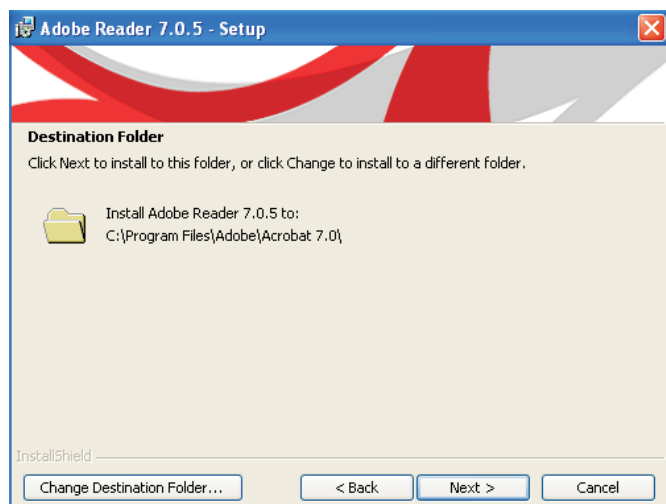 Adobe Reader 7.0.5 - Setup
Destination Folder
Click Next to install to this folder, or click Change to install to a different folder.
Install Adobe Reader 7.0.5 to:
C:\Program Files\Adobe\Acrobat 7.0\
InstallShield
Change Destination Folder... < Back Next > Cancel